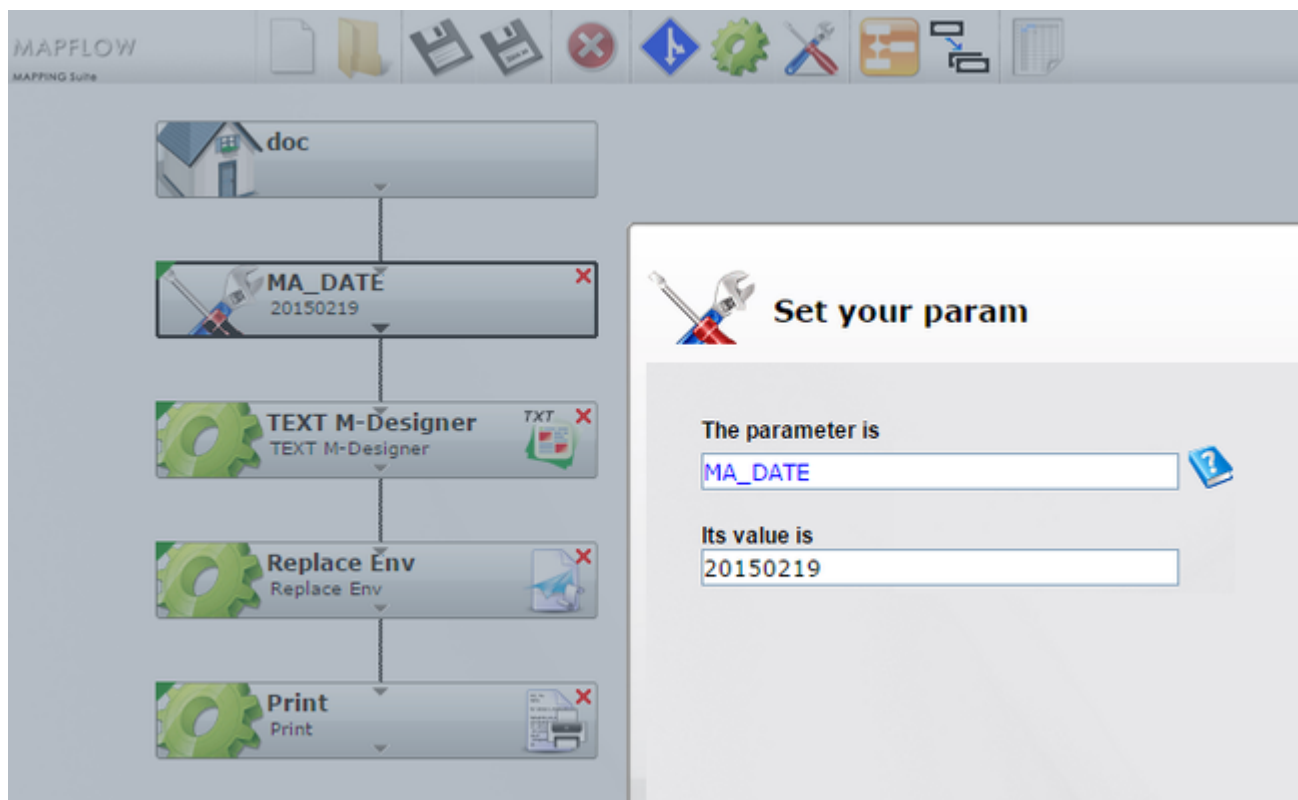 MAPFLOW
MAPPING Suite
doc
MA_DATE
20150219
TEXT M-Designer
TEXT M-Designer
TXT
Replace Env
Replace Env
Print
Print
Set your param
The parameter is
MA_DATE
Its value is
20150219